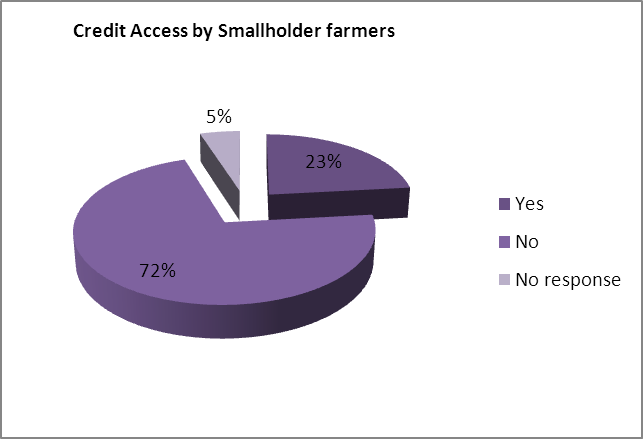 Credit Access by Smallholder farmers
5%
23%
72%
Yes
No
No response